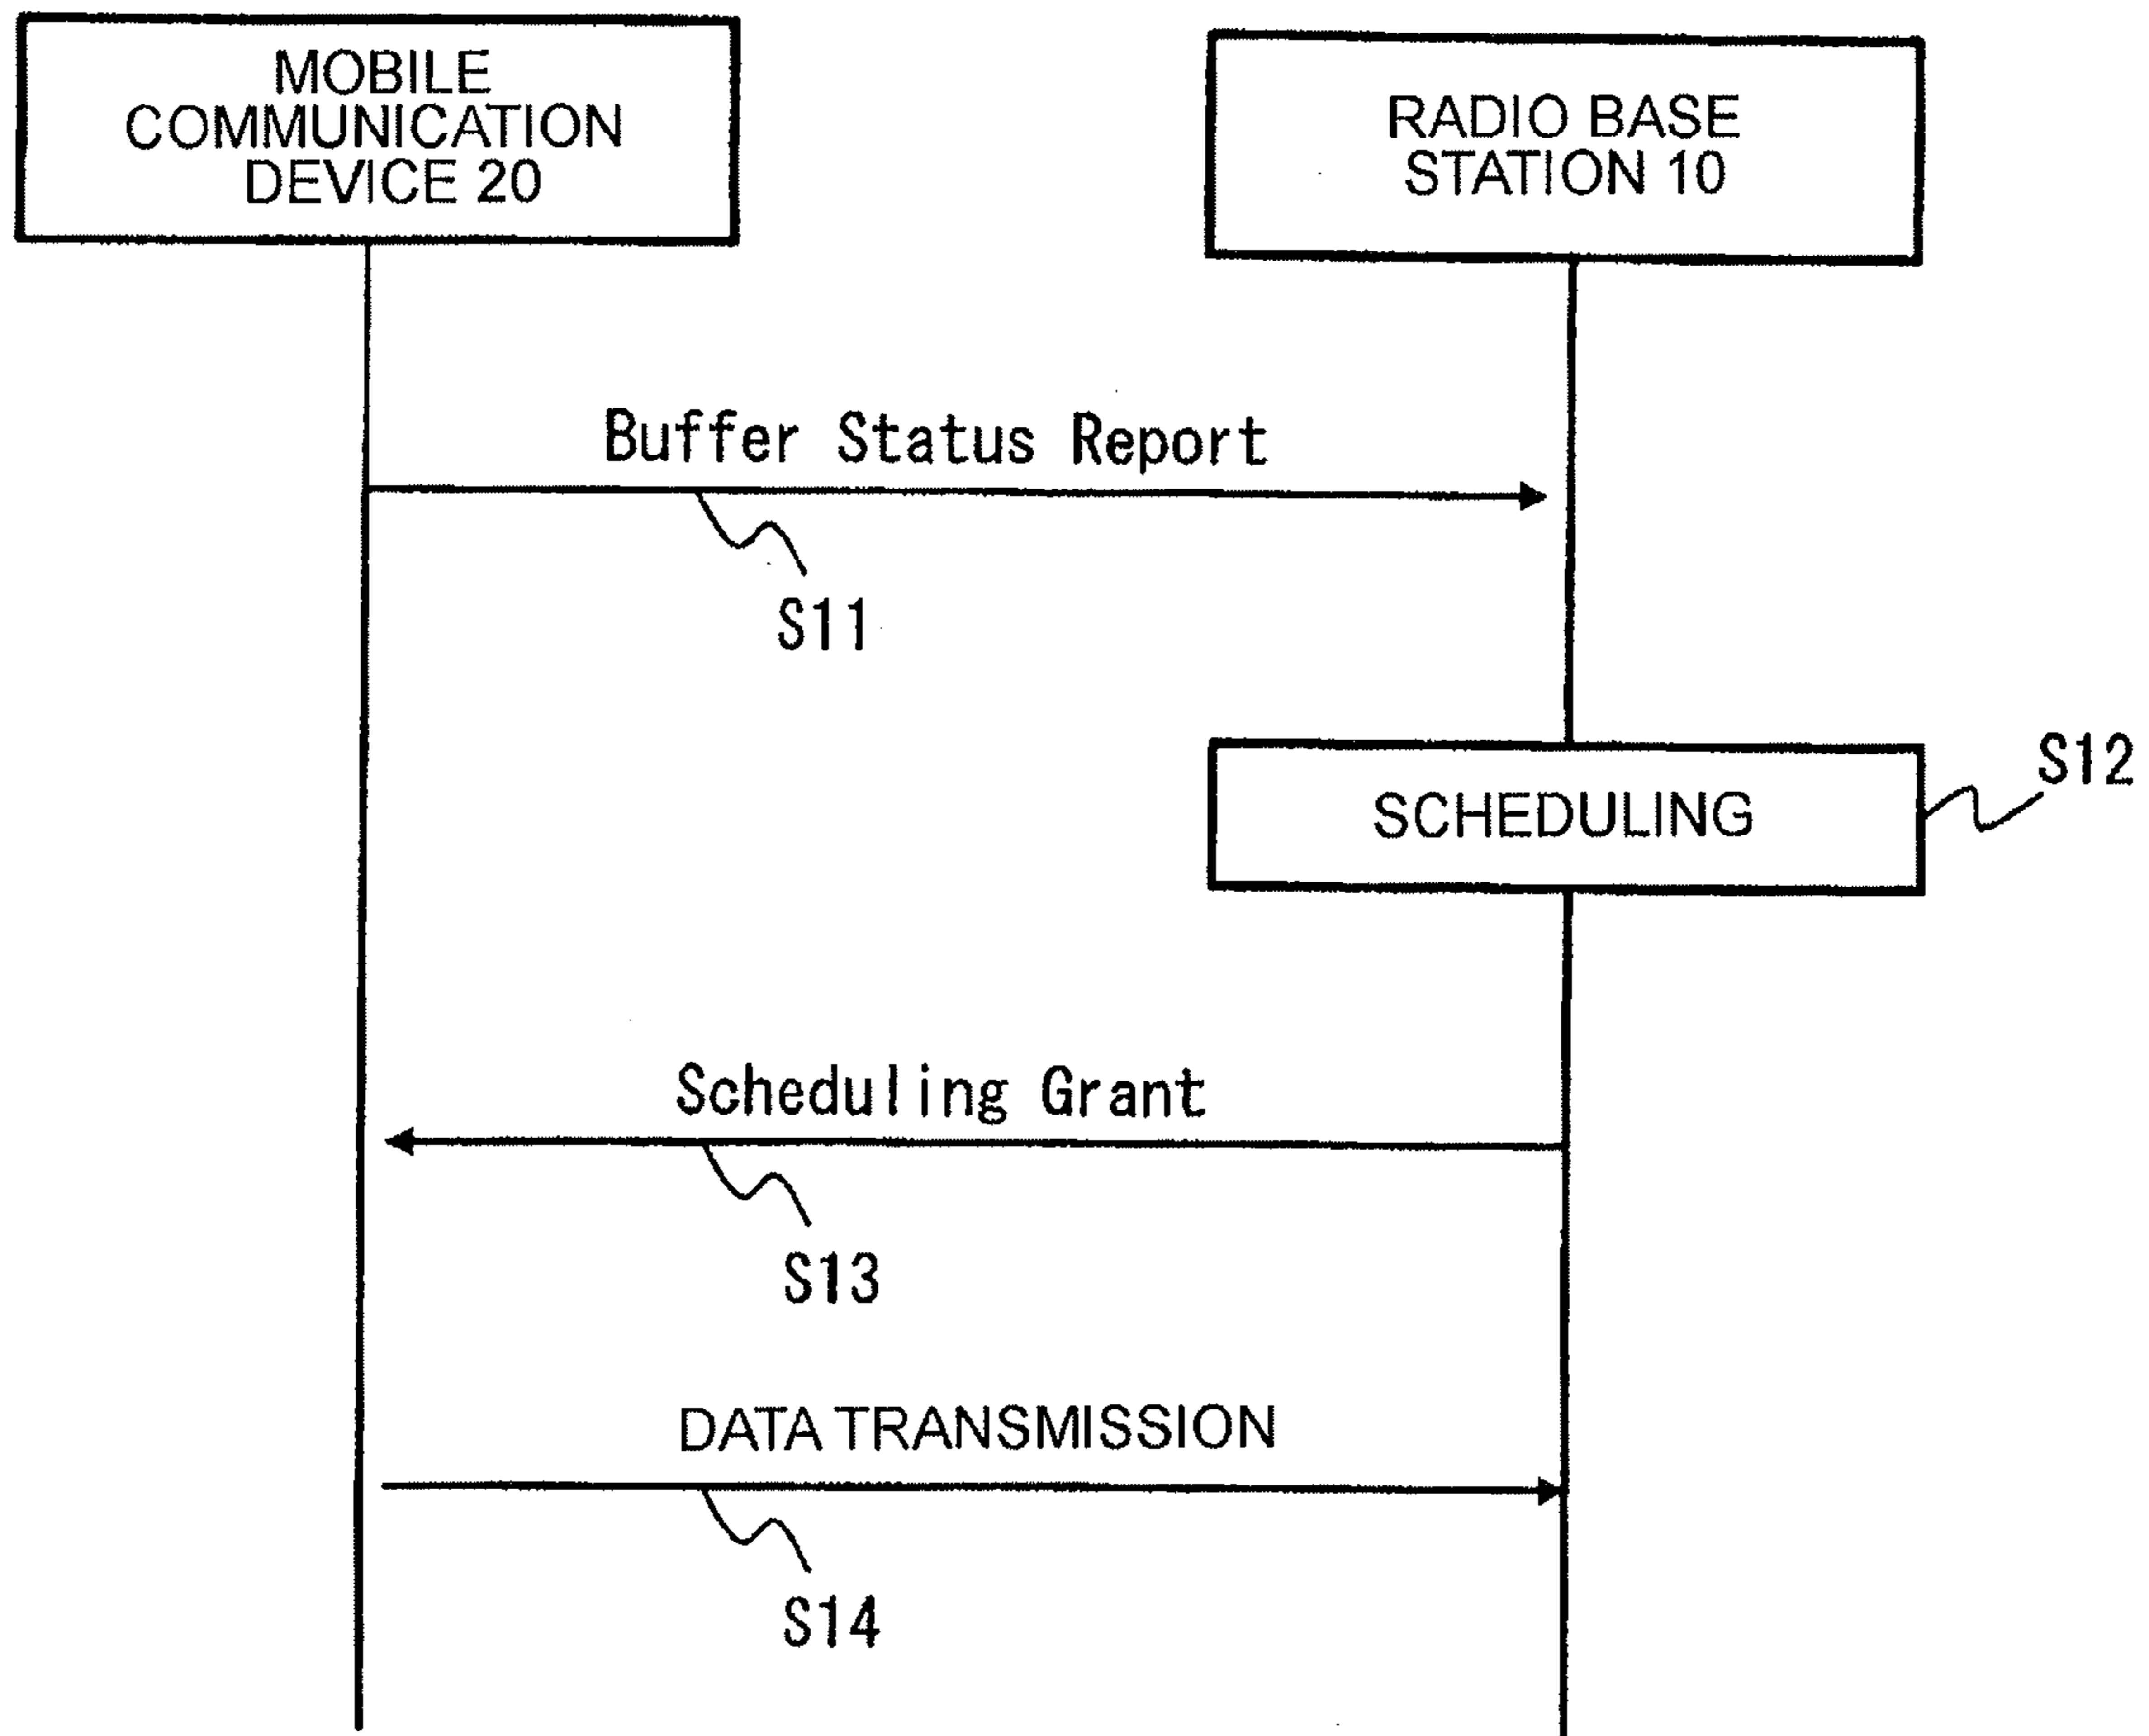 MOBILE
COMMUNICATION
DEVICE 20
RADIO BASE
STATION 10
Buffer Status Report
S11
SCHEDULING
S12
Scheduling Grant
S13
DATA TRANSMISSION
S14